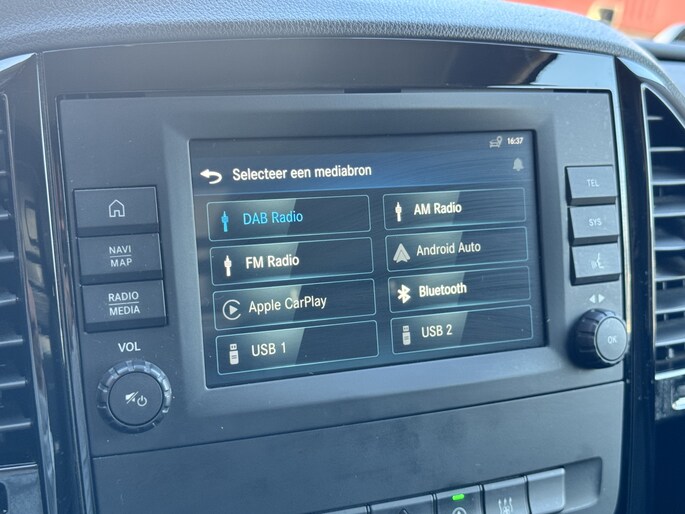 16:37
Selecteer een mediabron
DAB Radio
AM Radio
FM Radio
Android Auto
Apple CarPlay
Bluetooth
USB 1
USB 2
NAVI
MAP
RADIO
MEDIA
VOL
TEL
SYS
OK